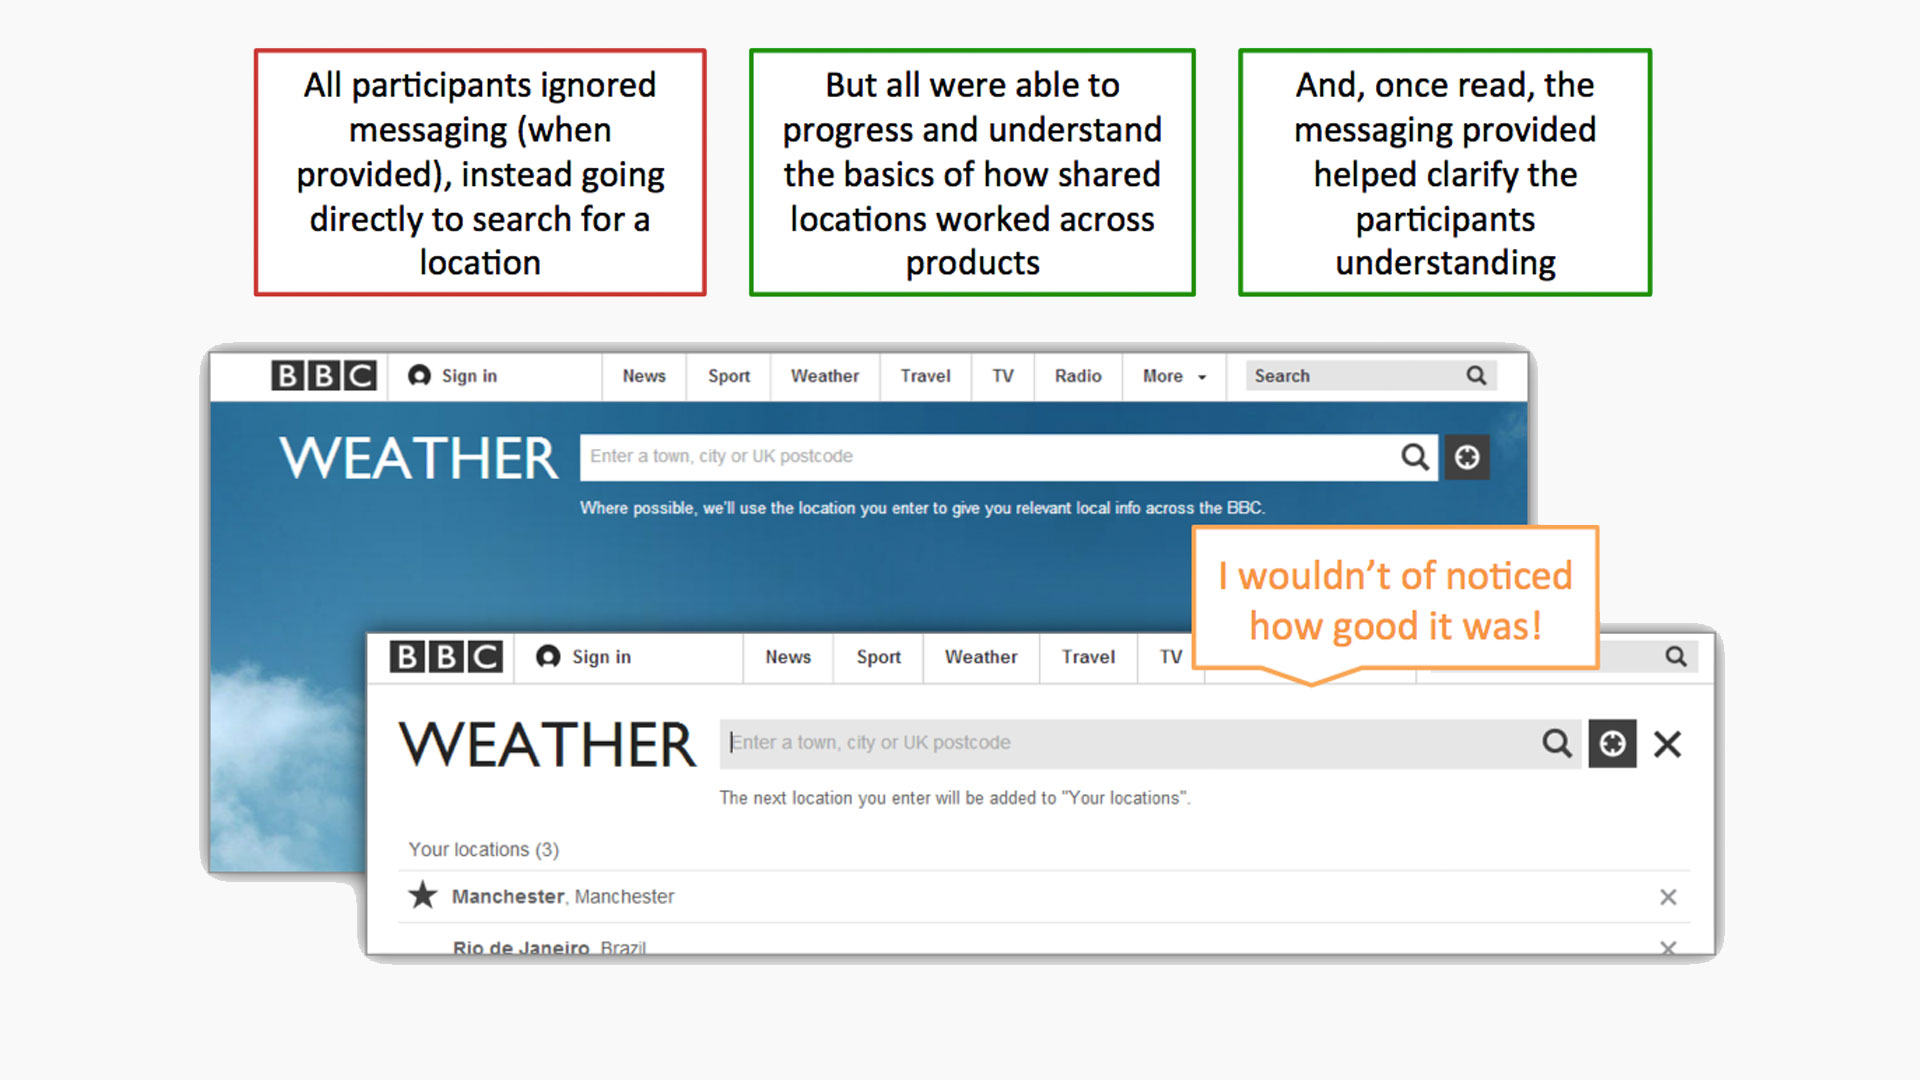 All participants ignored
messaging (when
provided), instead going
directly to search for a
location
But all were able to
progress and understand
the basics of how shared
locations worked across
products
And, once read, the
messaging provided
helped clarify the
participants
understanding
BBC Sign in News Sport Weather Travel TV Radio More Search
WEATHER Enter a town, city or UK postcode
Where possible, we'll use the location you enter to give you relevant local info across the BBC.
I wouldn't of noticed
how good it was!
BBC Sign in News Sport Weather Travel TV
WEATHER Enter a town, city or UK postcode
The next location you enter will be added to "Your locations".
Your locations (3)
Manchester, Manchester
Rio de Janeiro, Brazil